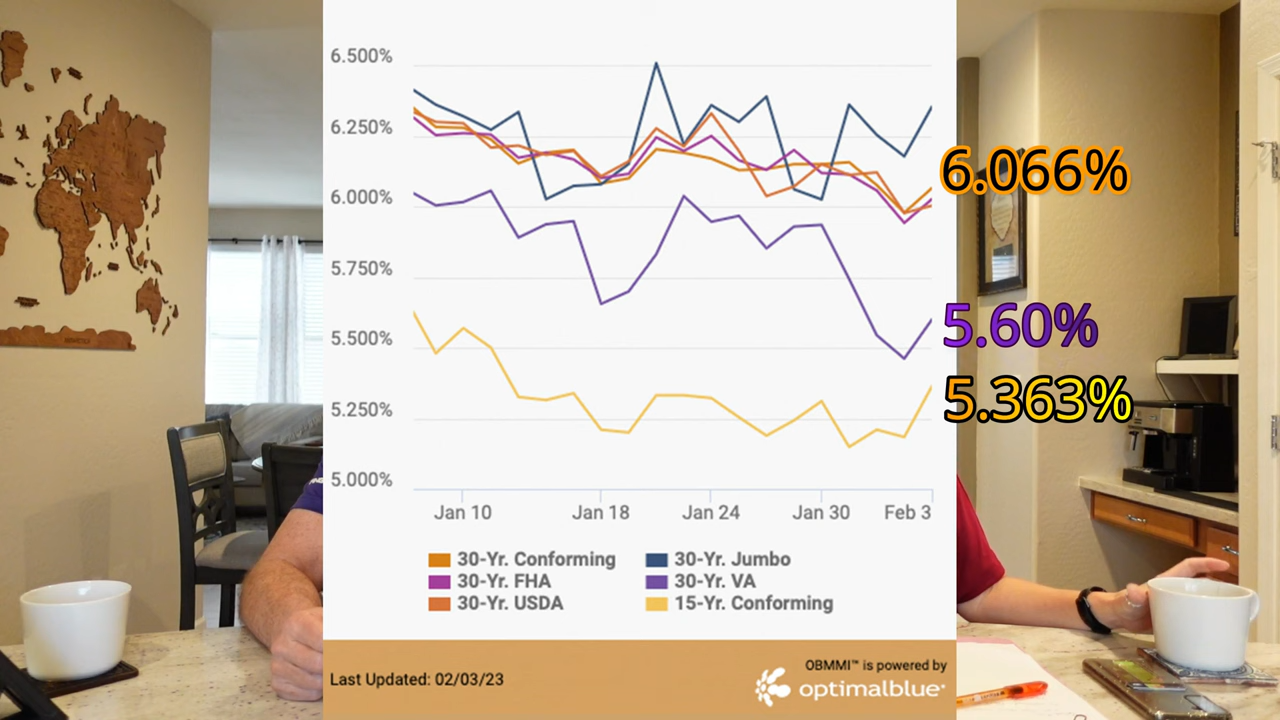 6.500%
6.250%
6.000%
5.750%
5.500%
5.250%
5.000%
Jan 10 Jan 18 Jan 24 Jan 30 Feb 3
30-Yr. Conforming 30-Yr. Jumbo
30-Yr. FHA 30-Yr. VA
30-Yr. USDA 15-Yr. Conforming
Last Updated: 02/03/23
OBMMI™ is powered by
optimalblue
6.066%
5.60%
5.363%